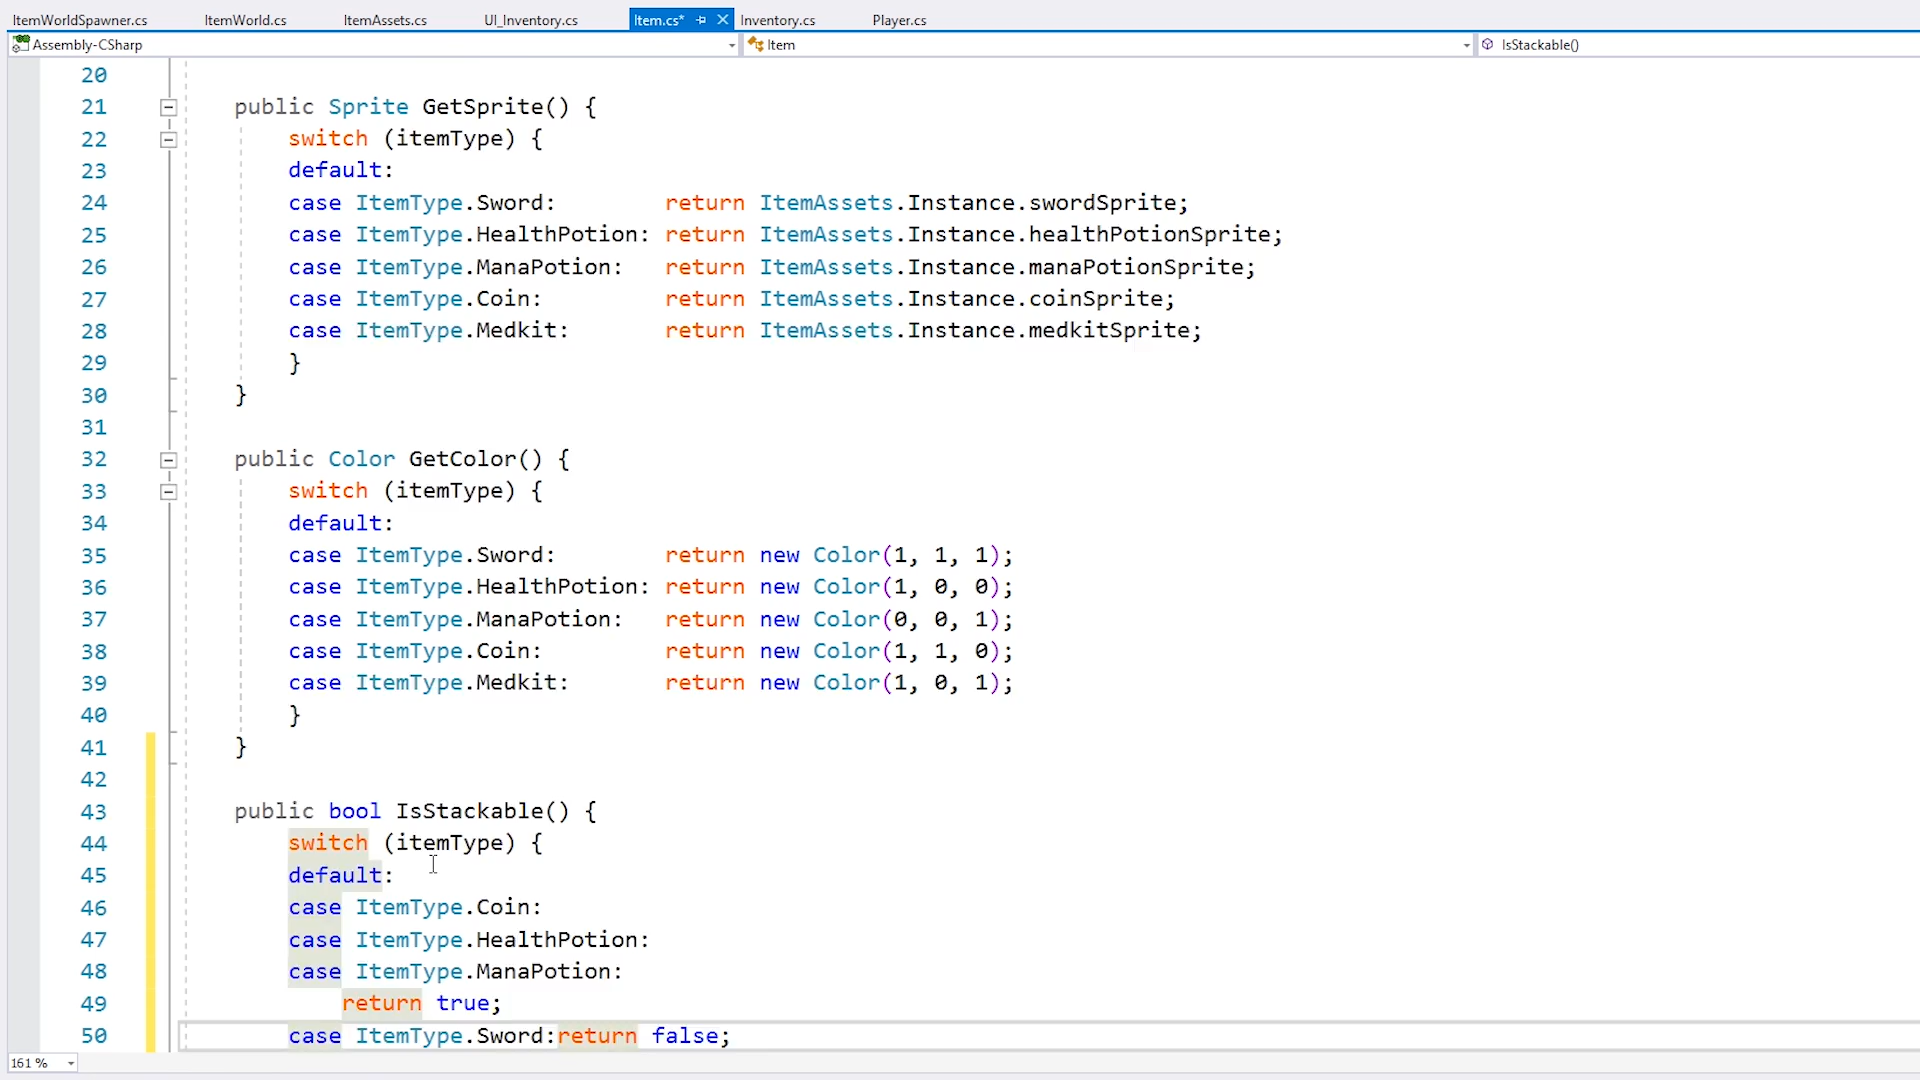 ItemWorldSpawner.cs ItemWorld.cs ItemAssets.cs UI_Inventory.cs Item.cs* Inventory.cs Player.cs
Assembly-CSharp Item IsStackable()
20
21 public Sprite GetSprite() {
22 switch (itemType) {
23 default:
24 case ItemType.Sword: return ItemAssets.Instance.swordSprite;
25 case ItemType.HealthPotion: return ItemAssets.Instance.healthPotionSprite;
26 case ItemType.ManaPotion: return ItemAssets.Instance.manaPotionSprite;
27 case ItemType.Coin: return ItemAssets.Instance.coinSprite;
28 case ItemType.Medkit: return ItemAssets.Instance.medkitSprite;
29 }
30 }
31
32 public Color GetColor() {
33 switch (itemType) {
34 default:
35 case ItemType.Sword: return new Color(1, 1, 1);
36 case ItemType.HealthPotion: return new Color(1, 0, 0);
37 case ItemType.ManaPotion: return new Color(0, 0, 1);
38 case ItemType.Coin: return new Color(1, 1, 0);
39 case ItemType.Medkit: return new Color(1, 0, 1);
40 }
41 }
42
43 public bool IsStackable() {
44 switch (itemType) {
45 default:
46 case ItemType.Coin:
47 case ItemType.HealthPotion:
48 case ItemType.ManaPotion:
49 return true;
50 case ItemType.Sword:return false;
161 %